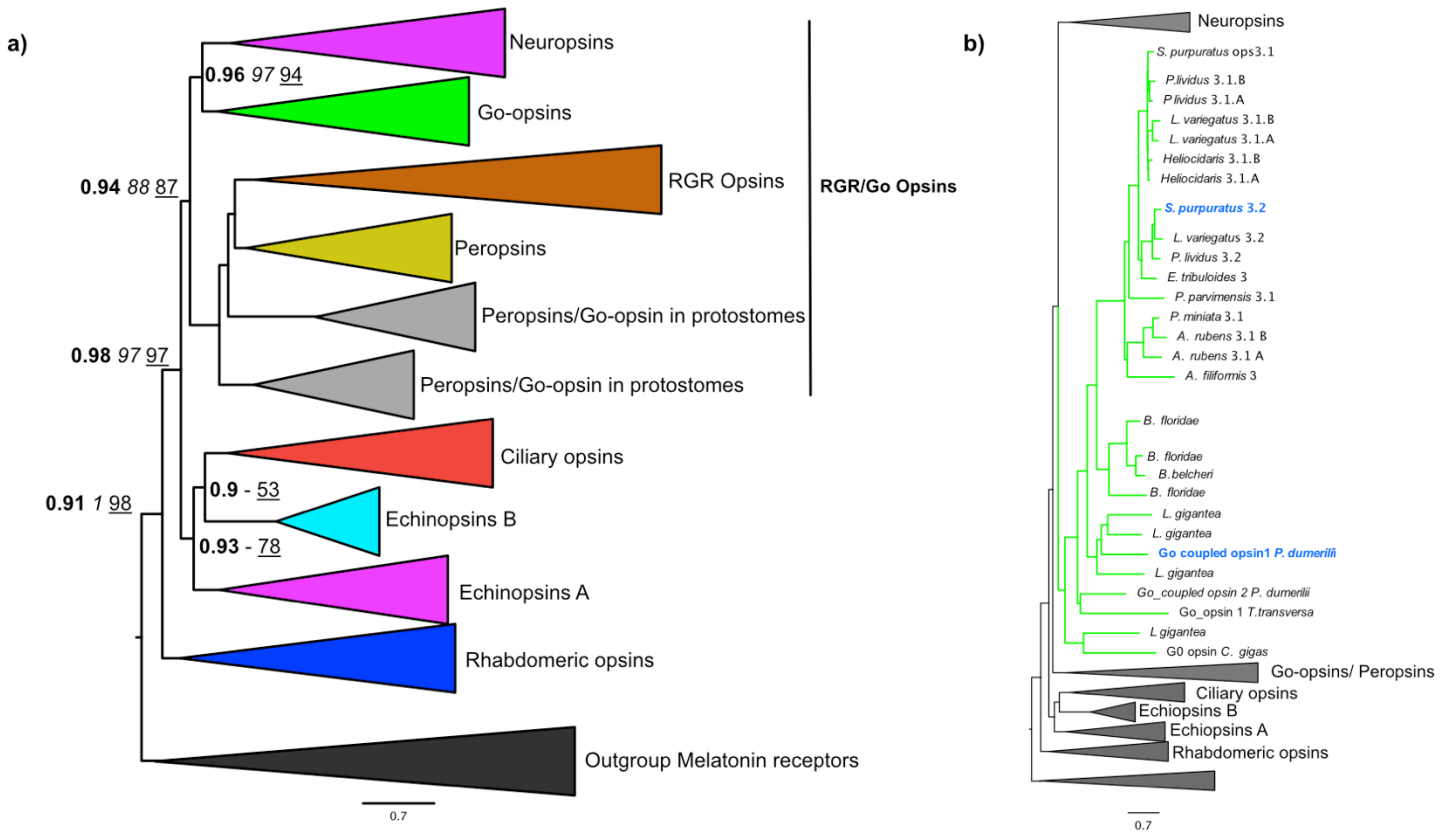 a)
Neuropsins
0.96 97 94
Go-opsins
RGR Opsins
0.94 88 87
RGR/Go Opsins
Peropsins
Peropsins/Go-opsin in protostomes
0.98 97 97
Peropsins/Go-opsin in protostomes
Ciliary opsins
0.9 - 53
0.91 1 98
Echinopsins B
0.93 - 78
Echinopsins A
Rhabdomeric opsins
Outgroup Melatonin receptors
0.7
b)
Neuropsins
S. purpuratus ops3.1
P.lividus 3.1.B
P lividus 3.1.A
L. variegatus 3.1.B
L. variegatus 3.1.A
Heliocidaris 3.1.B
Heliocidaris 3.1.A
S. purpuratus 3.2
L. variegatus 3.2
P. lividus 3.2
E. tribuloides 3
P. parvimensis 3.1
P. miniata 3.1
A. rubens 3.1 B
A. rubens 3.1 A
A. filiformis 3
B. floridae
B. floridae
B.belcheri
B. floridae
L. gigantea
L. gigantea
Go coupled opsin1 P. dumerilii
L. gigantea
Go_coupled opsin 2 P. dumerilii
Go_opsin 1 T.transversa
L gigantea
G0 opsin C. gigas
Go-opsins/ Peropsins
Ciliary opsins
Echiopsins B
Echiopsins A
Rhabdomeric opsins
0.7